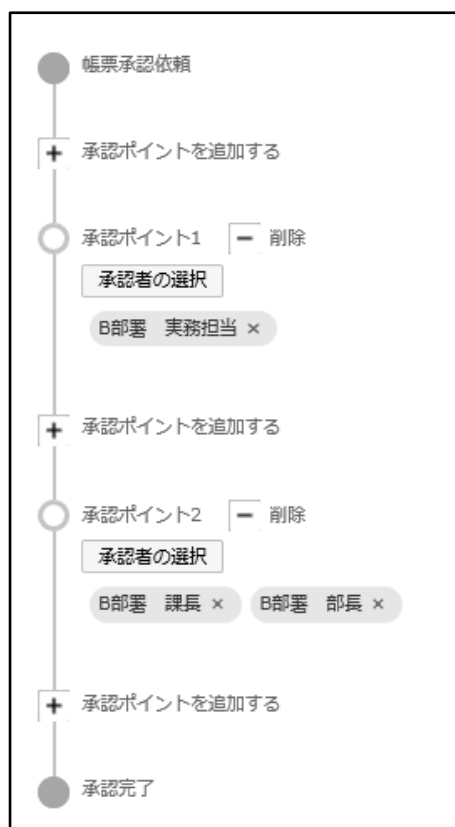 帳票承認依頼
+ 承認ポイントを追加する
承認ポイント1 − 削除
承認者の選択
B部署　実務担当 ×
+ 承認ポイントを追加する
承認ポイント2 − 削除
承認者の選択
B部署　課長 × B部署　部長 ×
+ 承認ポイントを追加する
承認完了